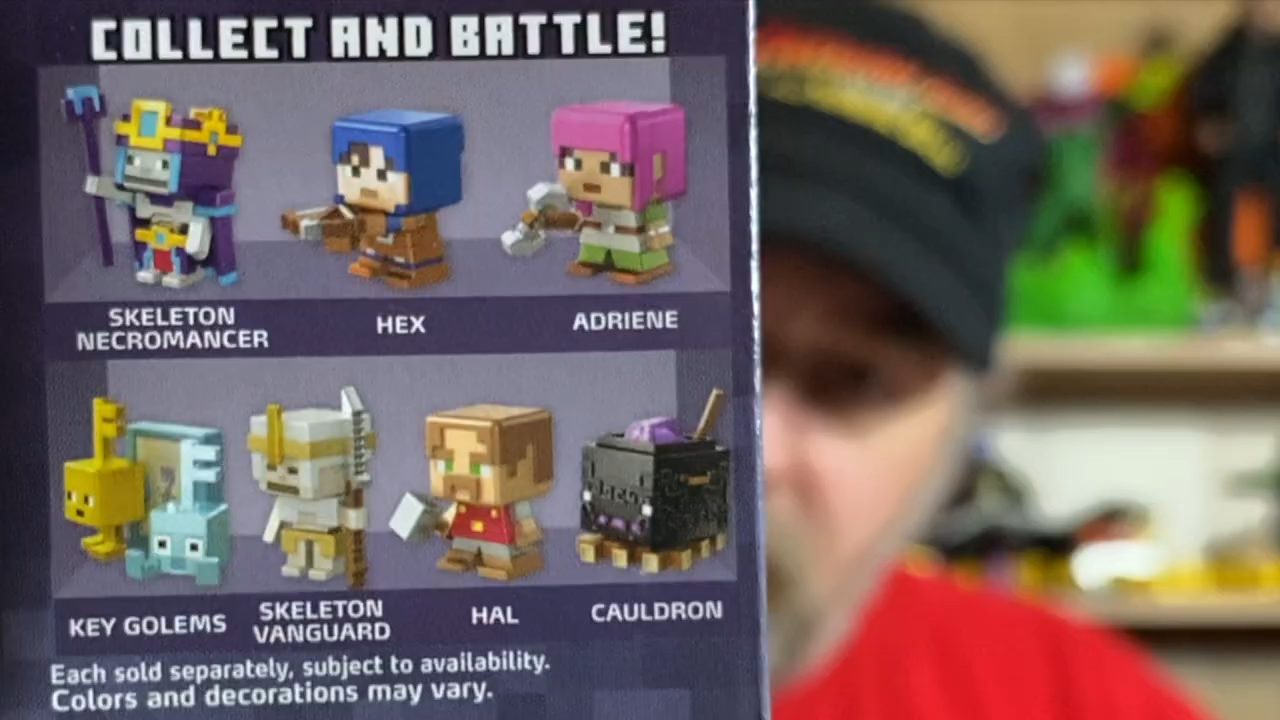 COLLECT AND BATTLE!
SKELETON
NECROMANCER
HEX
ADRIENE
KEY GOLEMS
SKELETON
VANGUARD
HAL
CAULDRON
Each sold separately, subject to availability.
Colors and decorations may vary.